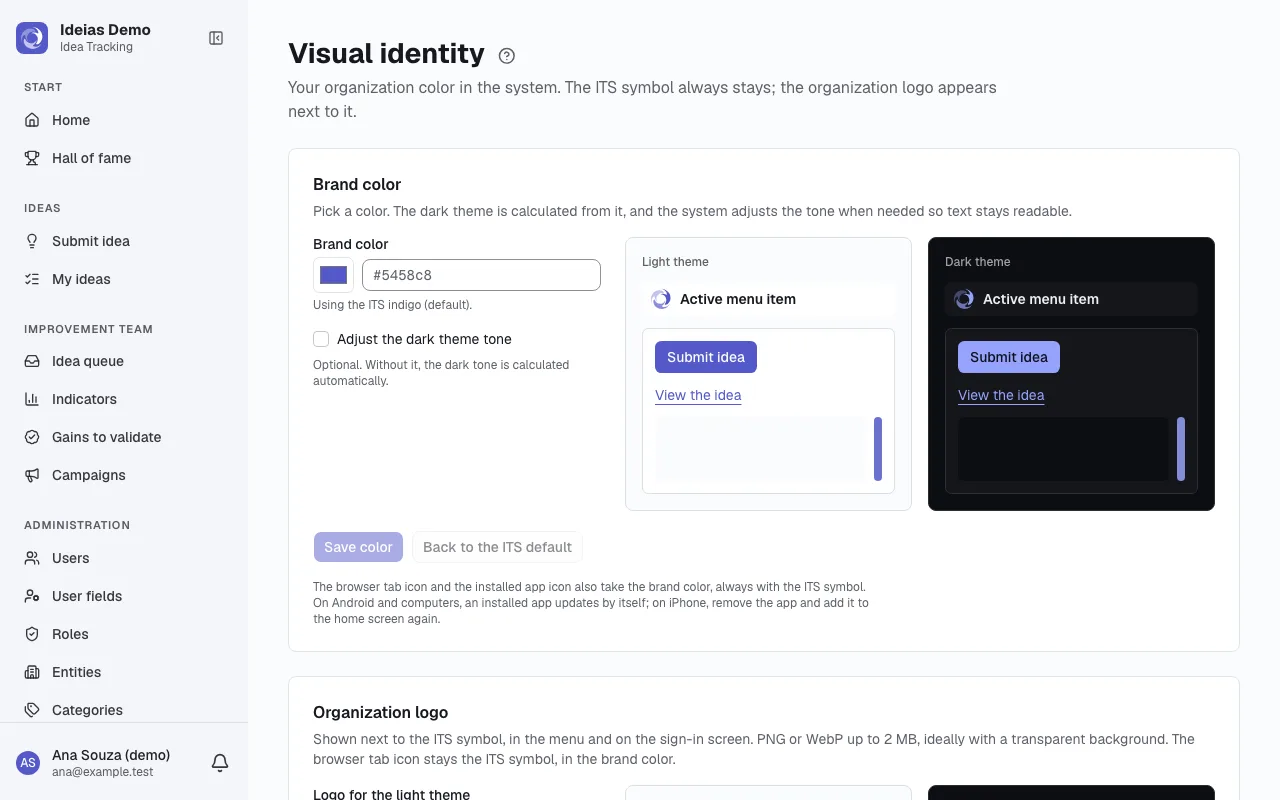 Ideias Demo
Idea Tracking
START
Home
Hall of fame
IDEAS
Submit idea
My ideas
IMPROVEMENT TEAM
Idea queue
Indicators
Gains to validate
Campaigns
ADMINISTRATION
Users
User fields
Roles
Entities
Categories
AS
Ana Souza (demo)
ana@example.test
Visual identity
Your organization color in the system. The ITS symbol always stays; the organization logo appears
next to it.
Brand color
Pick a color. The dark theme is calculated from it, and the system adjusts the tone when needed so text stays readable.
Brand color
#5458c8
Using the ITS indigo (default).
Adjust the dark theme tone
Optional. Without it, the dark tone is calculated
automatically.
Light theme
Active menu item
Submit idea
View the idea
Dark theme
Active menu item
Submit idea
View the idea
Save color
Back to the ITS default
The browser tab icon and the installed app icon also take the brand color, always with the ITS symbol.
On Android and computers, an installed app updates by itself; on iPhone, remove the app and add it to
the home screen again.
Organization logo
Shown next to the ITS symbol, in the menu and on the sign-in screen. PNG or WebP up to 2 MB, ideally with a transparent background. The
browser tab icon stays the ITS symbol, in the brand color.
Logo for the light theme